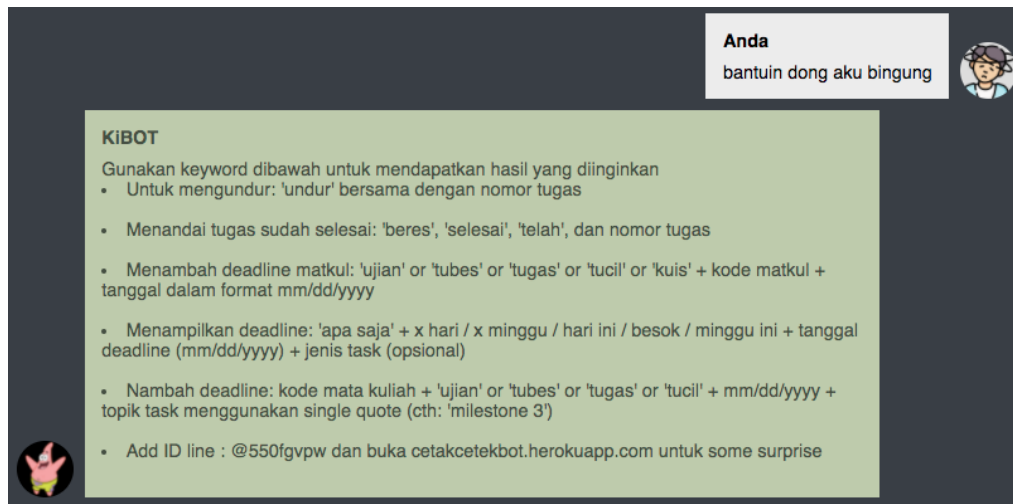 Anda
bantuin dong aku bingung
KiBOT
Gunakan keyword dibawah untuk mendapatkan hasil yang diinginkan
• Untuk mengundur: 'undur' bersama dengan nomor tugas
• Menandai tugas sudah selesai: 'beres', 'selesai', 'telah', dan nomor tugas
• Menambah deadline matkul: 'ujian' or 'tubes' or 'tugas' or 'tucil' or 'kuis' + kode matkul +
tanggal dalam format mm/dd/yyyy
• Menampilkan deadline: 'apa saja' + x hari / x minggu / hari ini / besok / minggu ini + tanggal
deadline (mm/dd/yyyy) + jenis task (opsional)
• Nambah deadline: kode mata kuliah + 'ujian' or 'tubes' or 'tugas' or 'tucil' + mm/dd/yyyy +
topik task menggunakan single quote (cth: 'milestone 3')
• Add ID line : @550fgvpw dan buka cetakcetekbot.herokuapp.com untuk some surprise